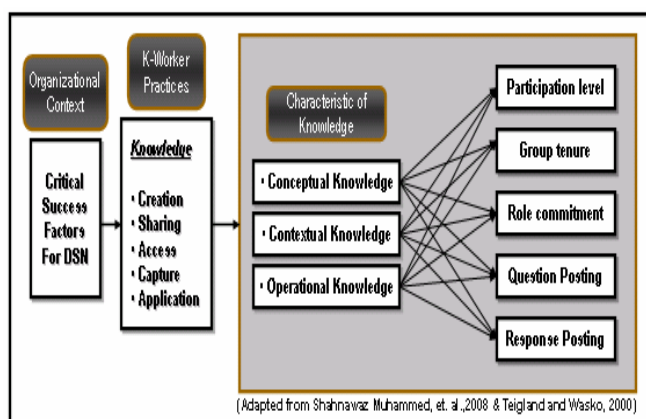 Organizational
Context
Critical
Success
Factors
For DSN
K-Worker
Practices
Knowledge
• Creation
• Sharing
• Access
• Capture
• Application
Characteristic of
Knowledge
• Conceptual Knowledge
• Contextual Knowledge
• Operational Knowledge
Participation level
Group tenure
Role commitment
Question Posting
Response Posting
(Adapted from Shahnawaz Muhammed, et. al.,2008 & Teigland and Wasko, 2000)